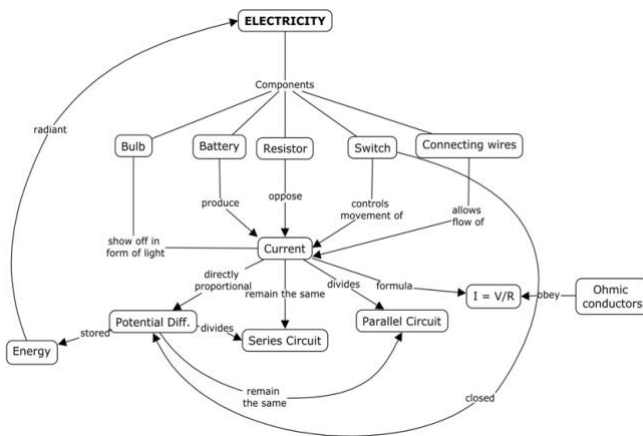 ELECTRICITY
Components
radiant
Bulb
Battery
Resistor
Switch
Connecting wires
produce
oppose
controls
movement of
allows
flow of
show off in
form of light
Current
directly
proportional
remain the same
divides
formula
I = V/R
obey
Ohmic
conductors
Potential Diff.
divides
Series Circuit
Parallel Circuit
stored
Energy
remain
the same
closed